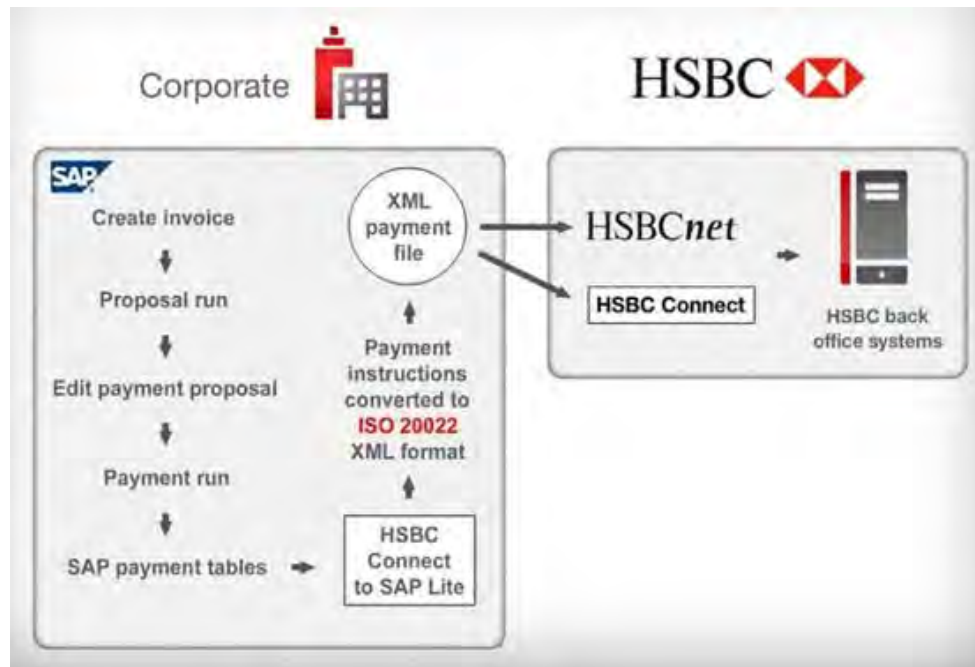 Corporate
HSBC
SAP
Create invoice
Proposal run
Edit payment proposal
Payment run
SAP payment tables
HSBC
Connect
to SAP Lite
Payment
instructions
converted to
ISO 20022
XML format
XML
payment
file
HSBCnet
HSBC Connect
HSBC back
office systems